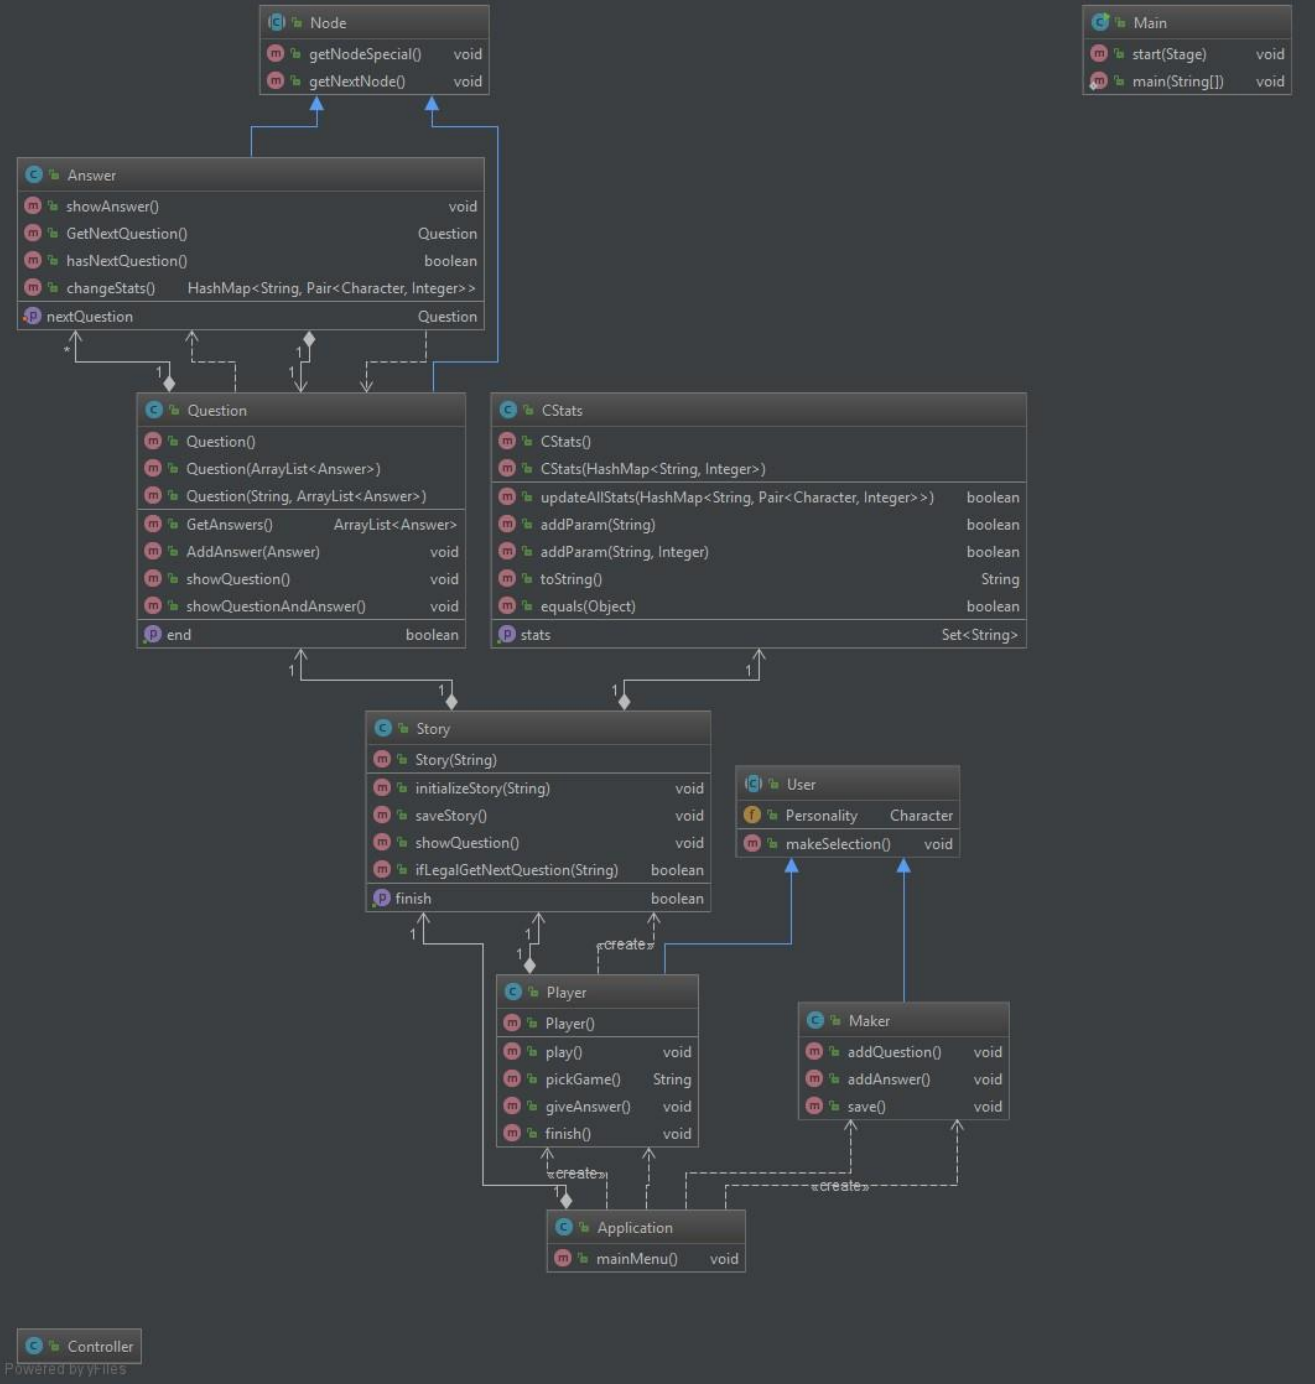 Node
getNodeSpecial() void
getNextNode() void
Main
start(Stage) void
main(String[]) void
Answer
showAnswer() void
GetNextQuestion() Question
hasNextQuestion() boolean
changeStats() HashMap<String, Pair<Character, Integer>>
nextQuestion Question
*
1
1
1
Question
Question()
Question(ArrayList<Answer>)
Question(String, ArrayList<Answer>)
GetAnswers() ArrayList<Answer>
AddAnswer(Answer) void
showQuestion() void
showQuestionAndAnswer() void
end boolean
CStats
CStats()
CStats(HashMap<String, Integer>)
updateAllStats(HashMap<String, Pair<Character, Integer>>) boolean
addParam(String) boolean
addParam(String, Integer) boolean
toString() String
equals(Object) boolean
stats Set<String>
1
1
1
1
Story
Story(String)
initializeStory(String) void
saveStory() void
showQuestion() void
ifLegalGetNextQuestion(String) boolean
finish boolean
User
Personality Character
makeSelection() void
1
1
1
«create»
Player
Player()
play() void
pickGame() String
giveAnswer() void
finish() void
Maker
addQuestion() void
addAnswer() void
save() void
«create»
«create»
1
Application
mainMenu() void
Controller
Powered by yFiles